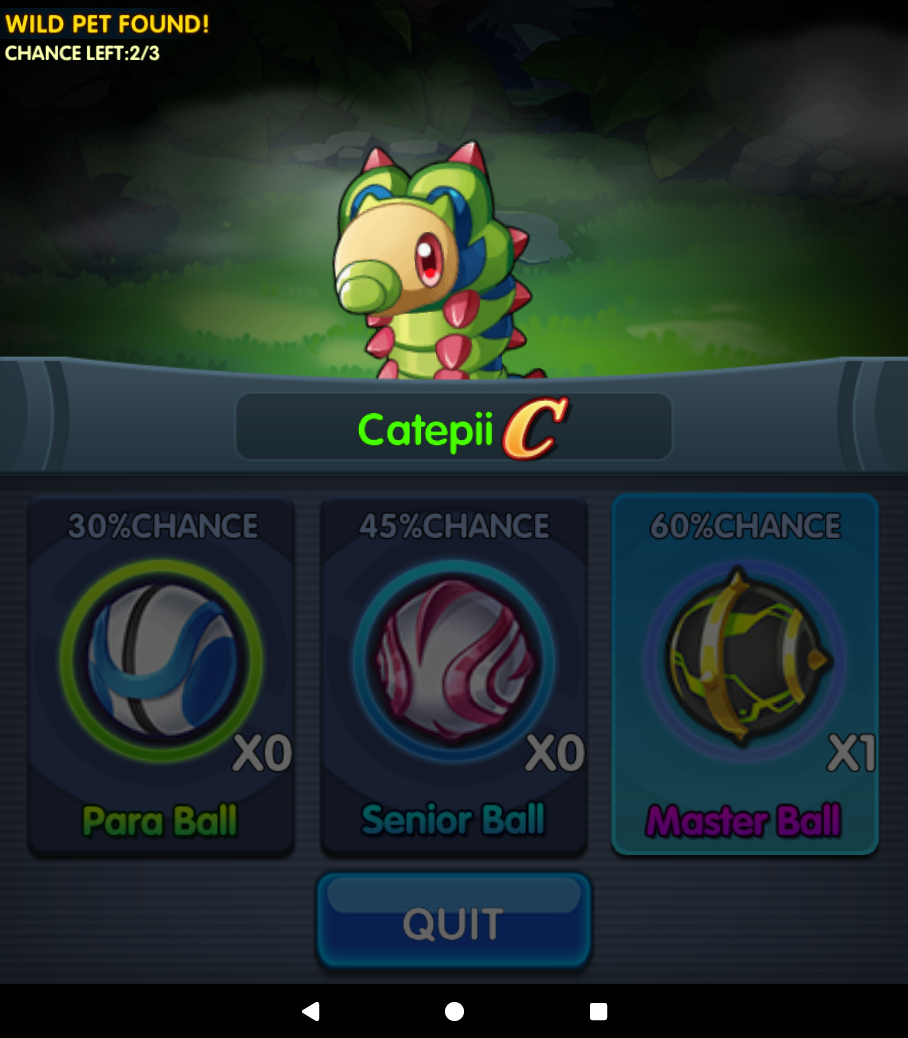 WILD PET FOUND!
CHANCE LEFT:2/3
Catepii C
30%CHANCE
45%CHANCE
60%CHANCE
X0
X0
X1
Para Ball
Senior Ball
Master Ball
QUIT